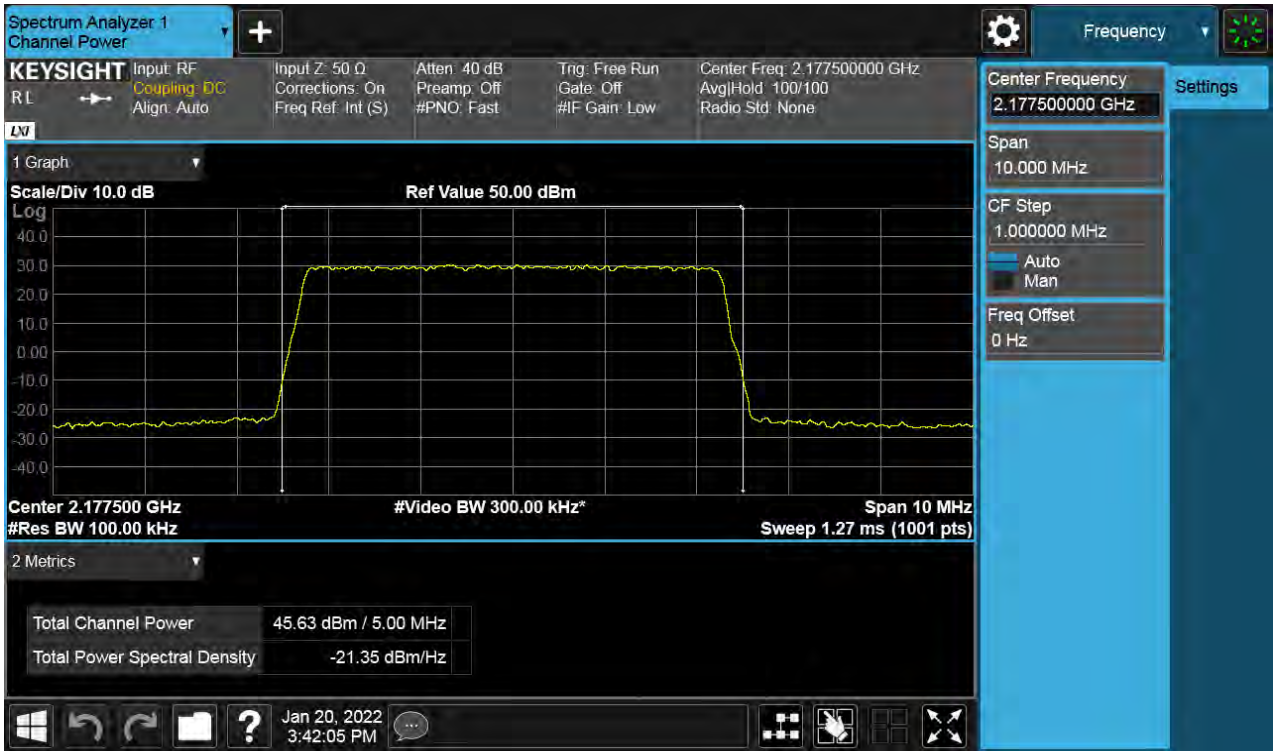 Spectrum Analyzer 1
Channel Power
Frequency
KEYSIGHT
RL
LXI
Input: RF
Coupling: DC
Align: Auto
Input Z: 50 Ω
Corrections: On
Freq Ref: Int (S)
Atten: 40 dB
Preamp: Off
#PNO: Fast
Trig: Free Run
Gate: Off
#IF Gain: Low
Center Freq: 2.177500000 GHz
Avg|Hold: 100/100
Radio Std: None
Center Frequency
2.177500000 GHz
Settings
Span
10.000 MHz
CF Step
1.000000 MHz
Auto
Man
Freq Offset
0 Hz
1 Graph
Scale/Div 10.0 dB
Ref Value 50.00 dBm
Log
40.0
30.0
20.0
10.0
0.00
-10.0
-20.0
-30.0
-40.0
Center 2.177500 GHz
#Video BW 300.00 kHz*
Span 10 MHz
#Res BW 100.00 kHz
Sweep 1.27 ms (1001 pts)
2 Metrics
Total Channel Power 45.63 dBm / 5.00 MHz
Total Power Spectral Density -21.35 dBm/Hz
Jan 20, 2022
3:42:05 PM